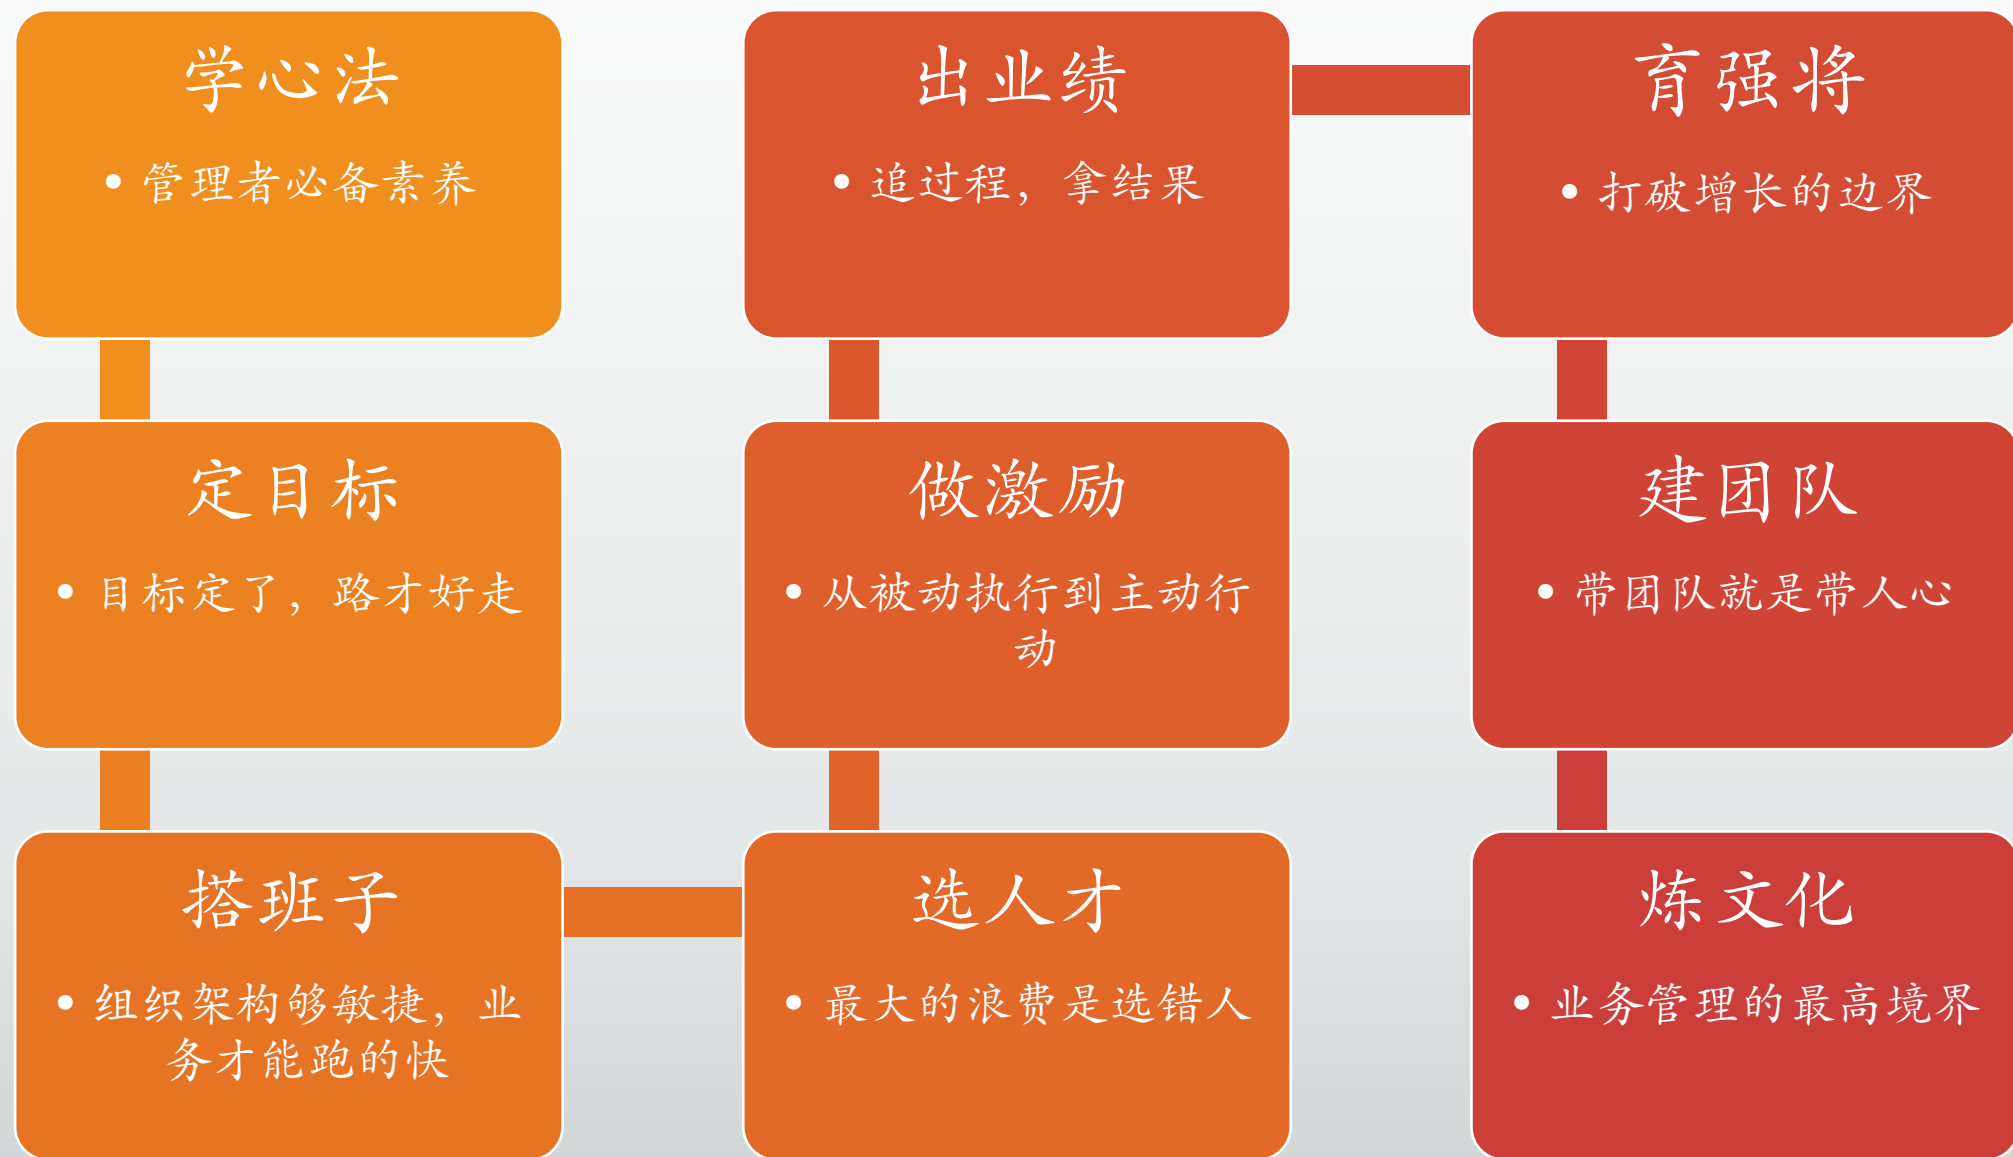 学心法
• 管理者必备素养
定目标
• 目标定了，路才好走
搭班子
• 组织架构够敏捷，业
务才能跑的快
选人才
• 最大的浪费是选错人
做激励
• 从被动执行到主动行
动
出业绩
• 追过程，拿结果
育强将
• 打破增长的边界
建团队
• 带团队就是带人心
炼文化
• 业务管理的最高境界